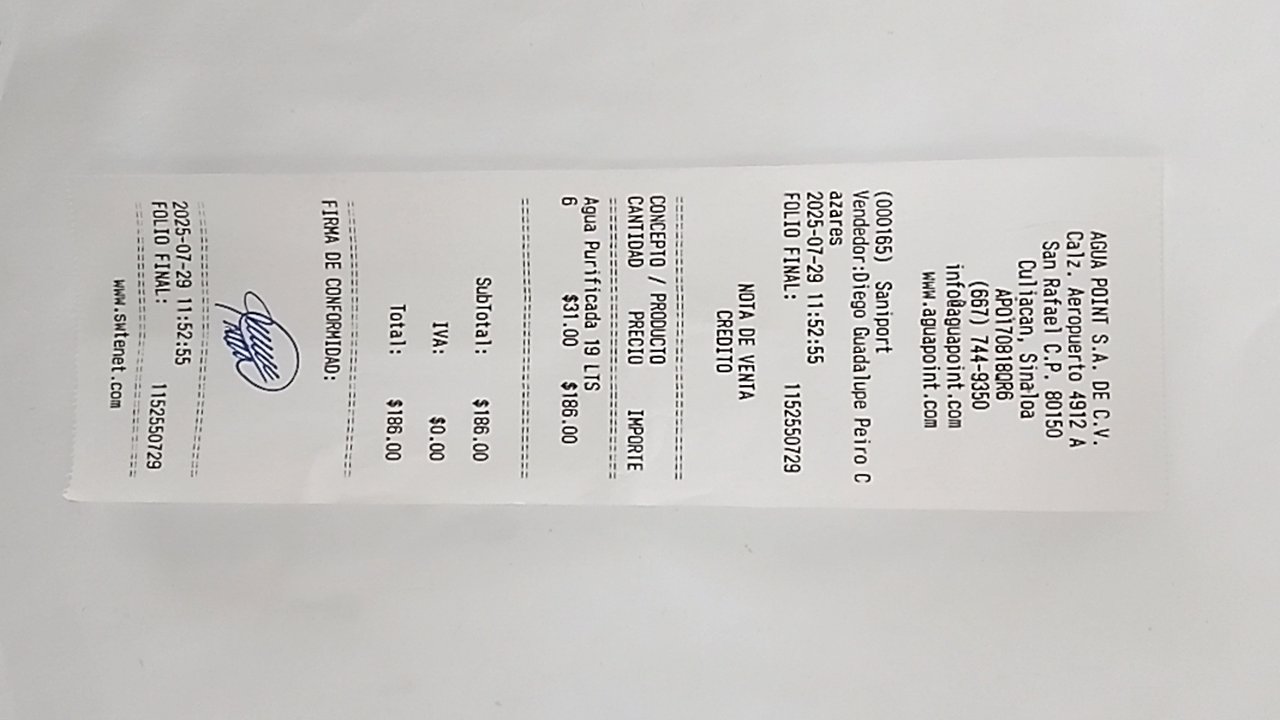 AGUA POINT S.A. DE C.V.
Calz. Aeropuerto 4912 A
San Rafael C.P. 80150
Culiacan, Sinaloa
APO170818QR6
(667) 744-9350
info@aguapoint.com
www.aguapoint.com
(000165) Saniport
Vendedor:Diego Guadalupe Peiro C
azares
2025-07-29 11:52:55
FOLIO FINAL: 1152550729
NOTA DE VENTA
CREDITO
================================
CONCEPTO / PRODUCTO
CANTIDAD PRECIO IMPORTE
================================
Agua Purificada 19 LTS
6 $31.00 $186.00
================================
SubTotal: $186.00
IVA: $0.00
Total: $186.00
================================
FIRMA DE CONFORMIDAD:
================================
2025-07-29 11:52:55
FOLIO FINAL: 1152550729
================================
www.swtenet.com